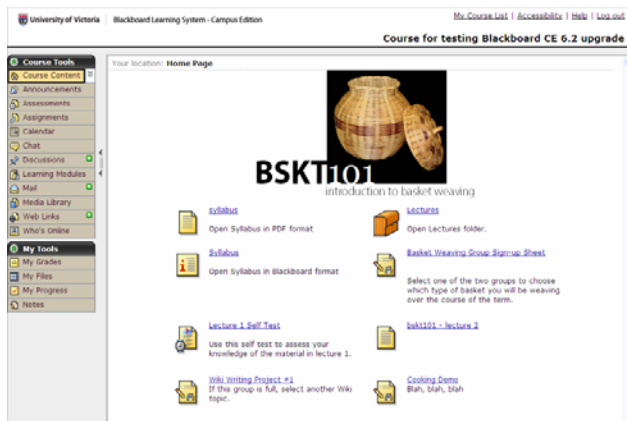 University of Victoria
Blackboard Learning System - Campus Edition
My Course List | Accessibility | Help | Log out
Course for testing Blackboard CE 6.2 upgrade
Course Tools
Course Content
Announcements
Assessments
Assignments
Calendar
Chat
Discussions
Learning Modules
Mail
Media Library
Web Links
Who's Online
My Tools
My Grades
My Files
My Progress
Notes
Your location: Home Page
BSKT101
introduction to basket weaving
syllabus
Open Syllabus in PDF format
Lectures
Open Lectures folder.
Syllabus
Open Syllabus in Blackboard format
Basket Weaving Group Sign-up Sheet
Select one of the two groups to choose
which type of basket you will be weaving
over the course of the term.
Lecture 1 Self Test
Use this self test to assess your
knowledge of the material in lecture 1.
bskt101 - lecture 2
Wiki Writing Project #1
If this group is full, select another Wiki
topic.
Cooking Demo
Blah, blah, blah